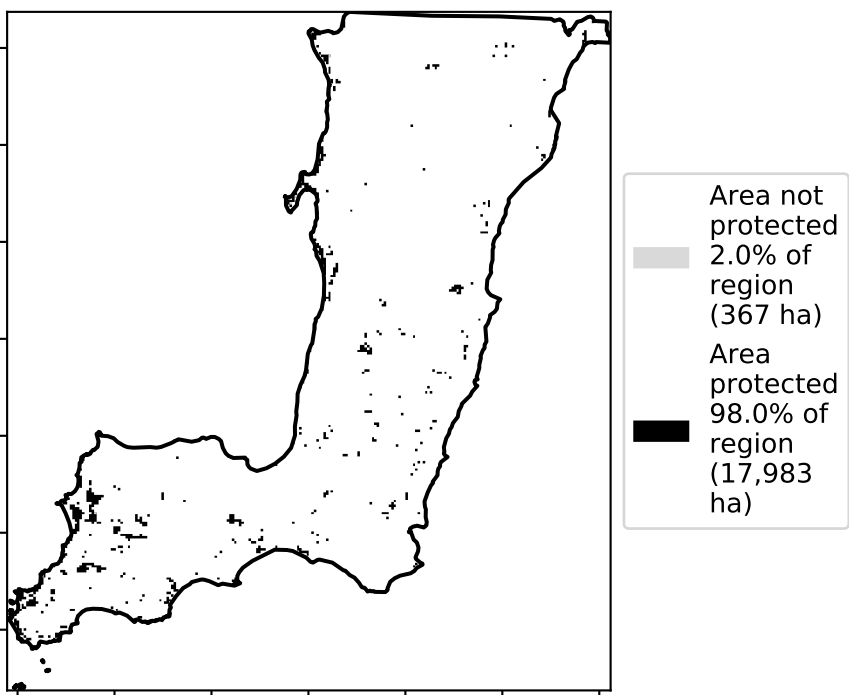 Area not
protected
2.0% of
region
(367 ha)
Area
protected
98.0% of
region
(17,983
ha)